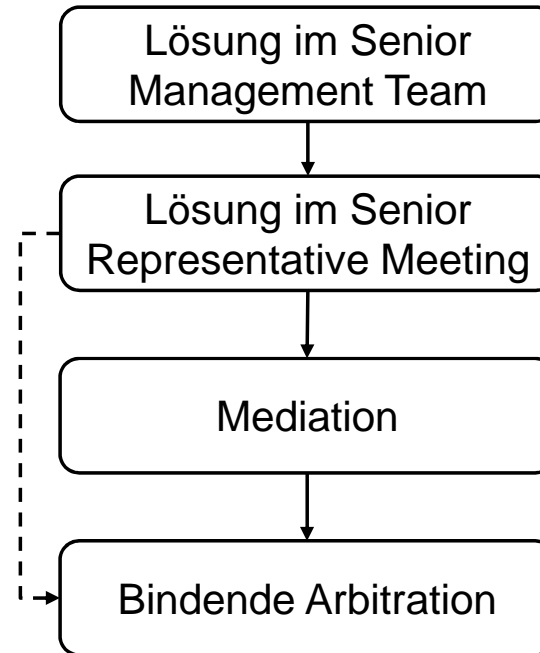 Lösung im Senior
Management Team
Lösung im Senior
Representative Meeting
Mediation
Bindende Arbitration